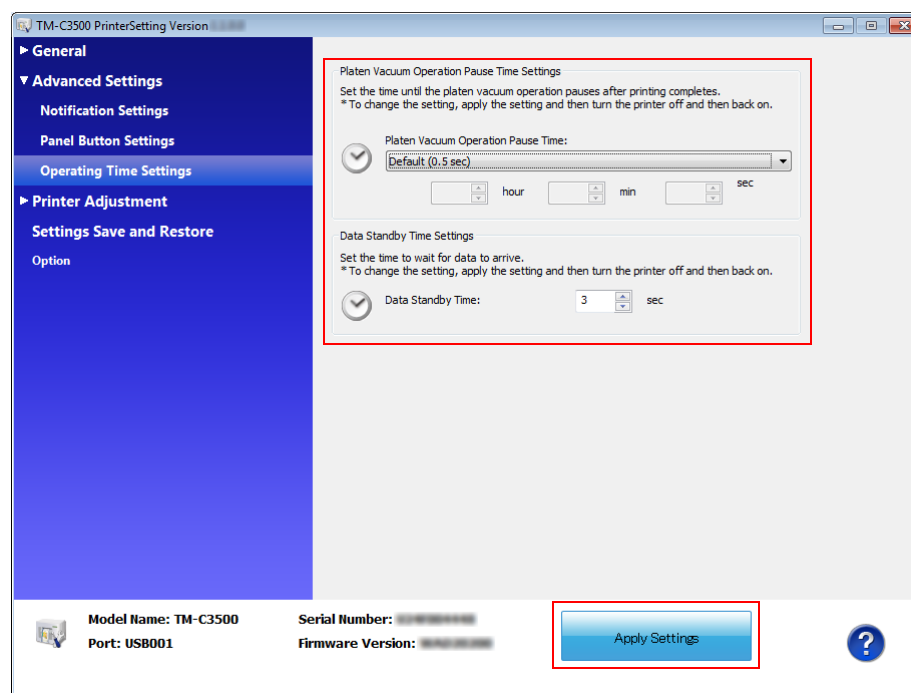 TM-C3500 PrinterSetting Version
General
Advanced Settings
Notification Settings
Panel Button Settings
Operating Time Settings
Printer Adjustment
Settings Save and Restore
Option
Platen Vacuum Operation Pause Time Settings
Set the time until the platen vacuum operation pauses after printing completes.
*To change the setting, apply the setting and then turn the printer off and then back on.
Platen Vacuum Operation Pause Time:
Default (0.5 sec)
hour min sec
Data Standby Time Settings
Set the time to wait for data to arrive.
*To change the setting, apply the setting and then turn the printer off and then back on.
Data Standby Time: 3 sec
Model Name: TM-C3500
Port: USB001
Serial Number:
Firmware Version:
Apply Settings
?